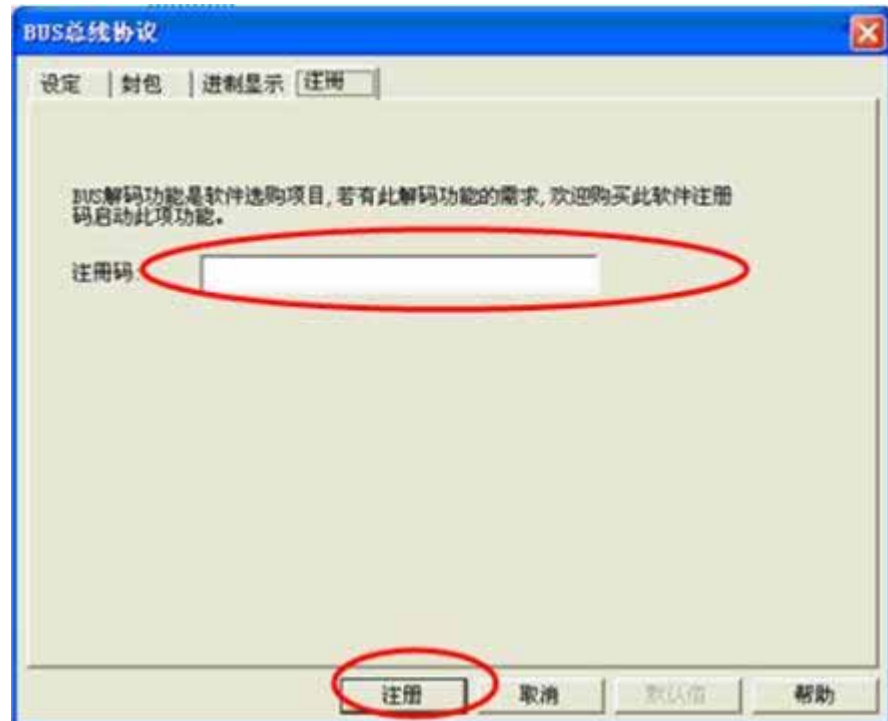 BUS总线协议
设定 封包 进制显示 注册
BUS解码功能是软件选购项目,若有此解码功能的需求,欢迎购买此软件注册
码启动此项功能。
注册码:
注册 取消 默认值 帮助